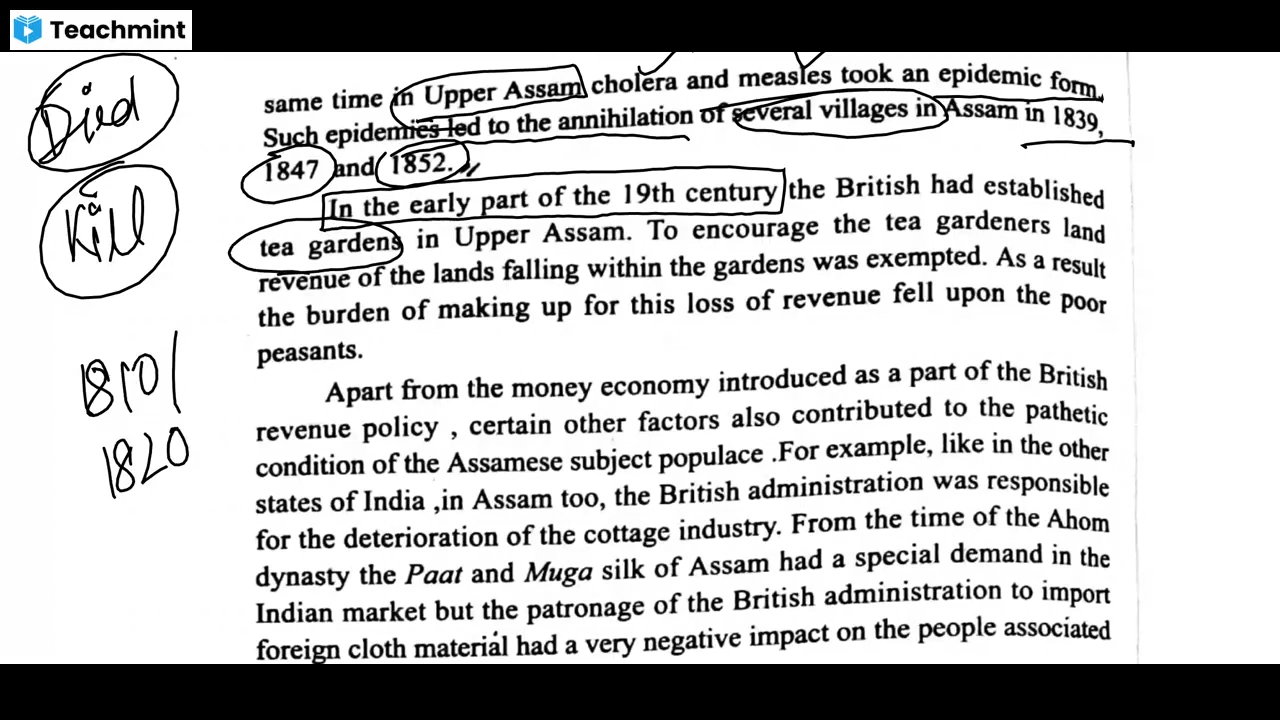 Teachmint
Died
Kill
1801
1820
same time in Upper Assam cholera and measles took an epidemic form.
Such epidemies led to the annihilation of several villages in Assam in 1839,
1847 and 1852.
In the early part of the 19th century the British had established
tea gardens in Upper Assam. To encourage the tea gardeners land
revenue of the lands falling within the gardens was exempted. As a result
the burden of making up for this loss of revenue fell upon the poor
peasants.
Apart from the money economy introduced as a part of the British
revenue policy , certain other factors also contributed to the pathetic
condition of the Assamese subject populace .For example, like in the other
states of India ,in Assam too, the British administration was responsible
for the deterioration of the cottage industry. From the time of the Ahom
dynasty the Paat and Muga silk of Assam had a special demand in the
Indian market but the patronage of the British administration to import
foreign cloth material had a very negative impact on the people associated